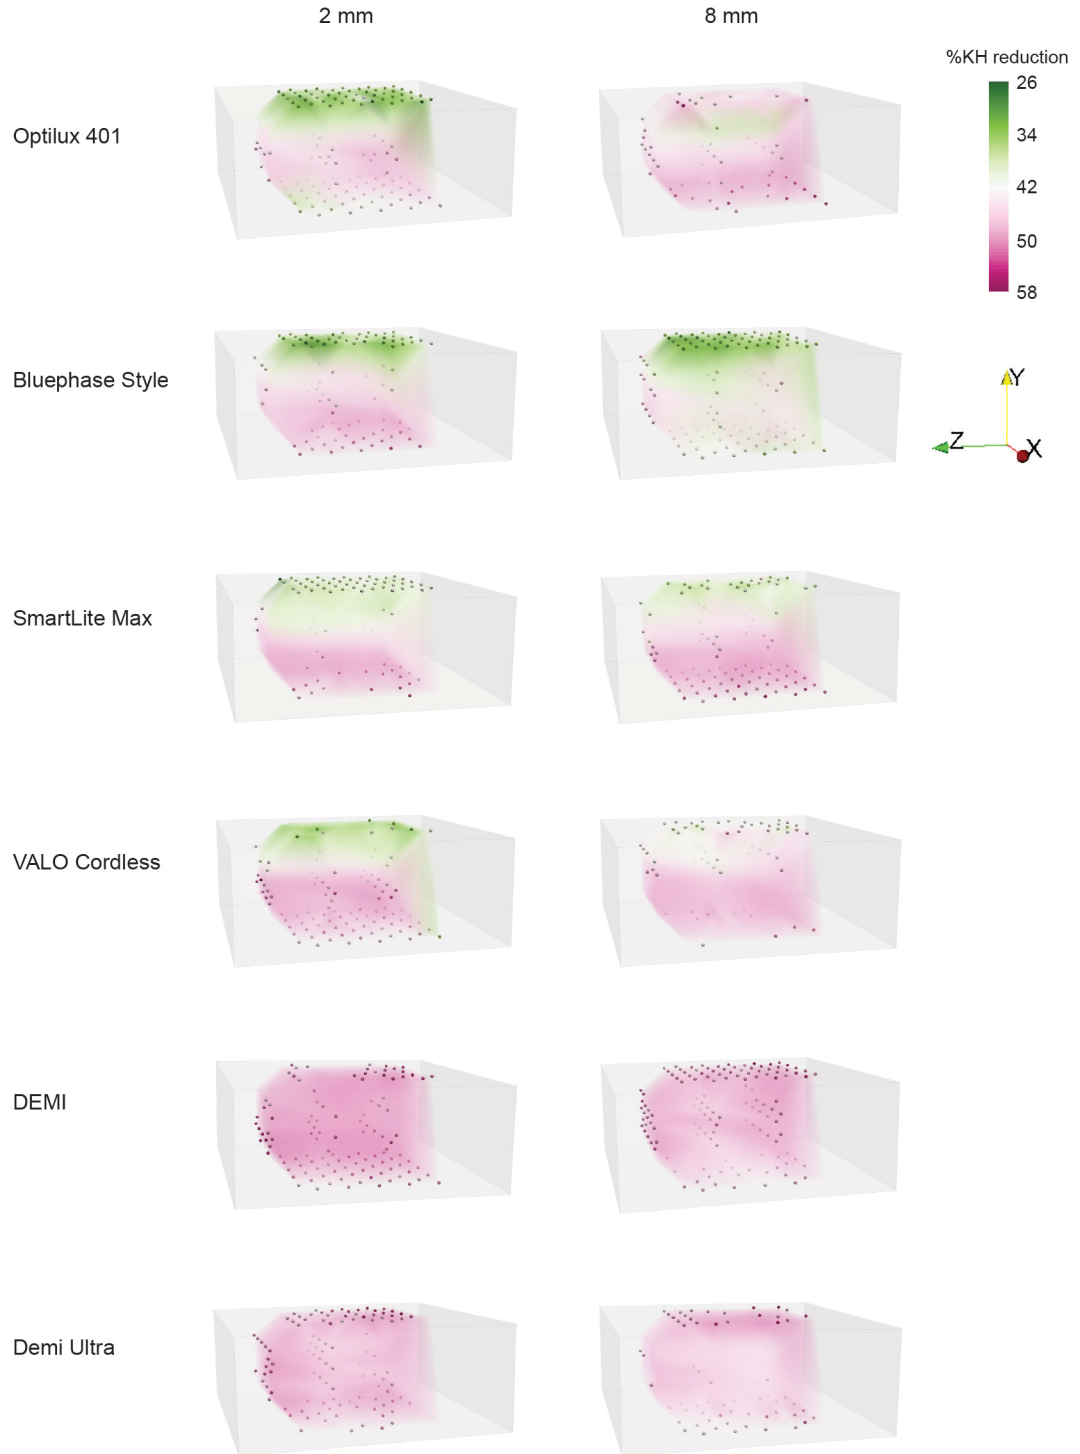 2 mm
8 mm
%KH reduction
26
34
42
50
58
Optilux 401
Bluephase Style
Y
Z
X
SmartLite Max
VALO Cordless
DEMI
Demi Ultra